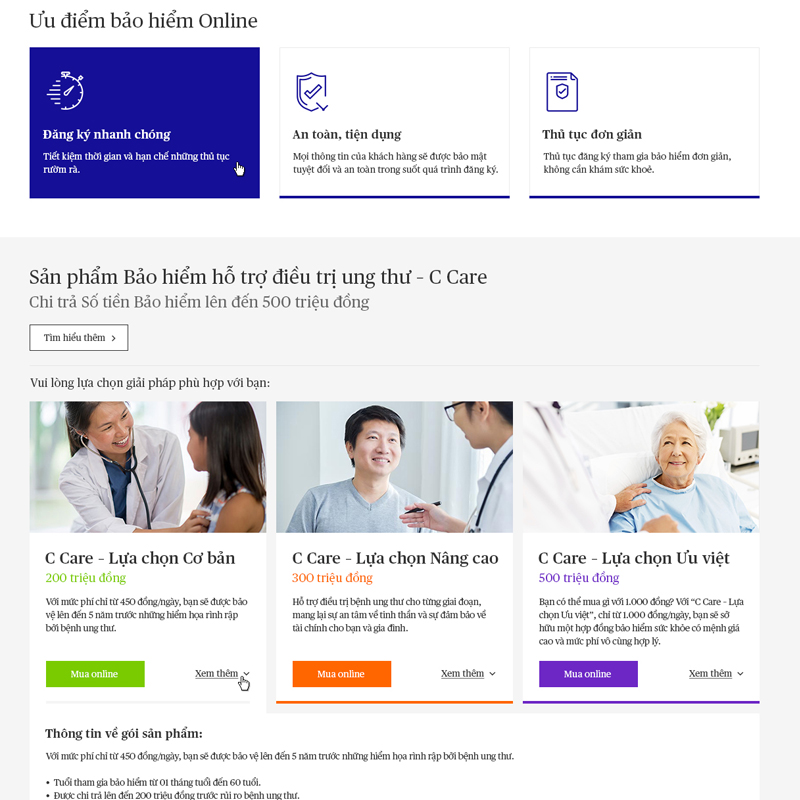 Ưu điểm bảo hiểm Online
Đăng ký nhanh chóng
Tiết kiệm thời gian và hạn chế những thủ tục
rườm rà.
An toàn, tiện dụng
Mọi thông tin của khách hàng sẽ được bảo mật
tuyệt đối và an toàn trong suốt quá trình đăng ký.
Thủ tục đơn giản
Thủ tục đăng ký tham gia bảo hiểm đơn giản,
không cần khám sức khoẻ.
Sản phẩm Bảo hiểm hỗ trợ điều trị ung thư - C Care
Chi trả Số tiền Bảo hiểm lên đến 500 triệu đồng
Tìm hiểu thêm
Vui lòng lựa chọn giải pháp phù hợp với bạn:
C Care - Lựa chọn Cơ bản
200 triệu đồng
Với mức phí chỉ từ 450 đồng/ngày, bạn sẽ được bảo
vệ lên đến 5 năm trước những hiểm họa rình rập
bởi bệnh ung thư.
Mua online
Xem thêm
C Care - Lựa chọn Nâng cao
300 triệu đồng
Hỗ trợ điều trị bệnh ung thư cho từng giai đoạn,
mang lại sự an tâm về tinh thần và sự đảm bảo về
tài chính cho bạn và gia đình.
Mua online
Xem thêm
C Care - Lựa chọn Ưu việt
500 triệu đồng
Bạn có thể mua gì với 1.000 đồng? Với “C Care - Lựa
chọn Ưu việt”, chỉ từ 1.000 đồng/ngày, bạn sẽ sở
hữu một hợp đồng bảo hiểm sức khỏe có mệnh giá
cao và mức phí vô cùng hợp lý.
Mua online
Xem thêm
Thông tin về gói sản phẩm:
Với mức phí chỉ từ 450 đồng/ngày, bạn sẽ được bảo vệ lên đến 5 năm trước những hiểm họa rình rập bởi bệnh ung thư.
• Tuổi tham gia bảo hiểm từ 01 tháng tuổi đến 60 tuổi.
• Được chi trả lên đến 200 triệu đồng trước rủi ro bệnh ung thư.